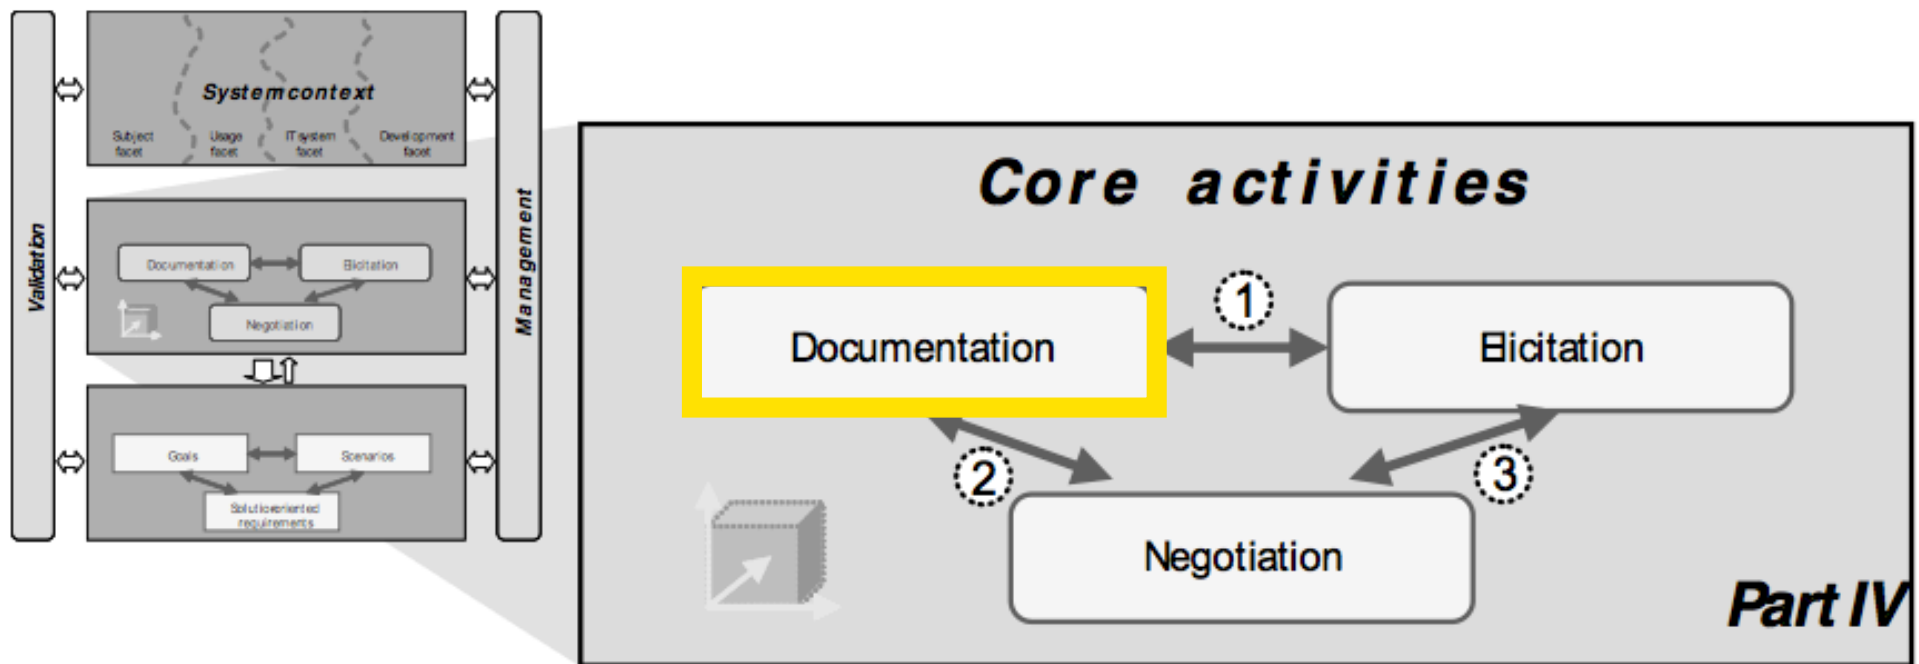 System context
Subject
facet
Usage
facet
IT system
facet
Development
facet
Validation
Management
Documentation
Elicitation
Negotiation
Goals
Scenarios
Solution-oriented
requirements
Core activities
Documentation
1
Elicitation
2
3
Negotiation
Part IV